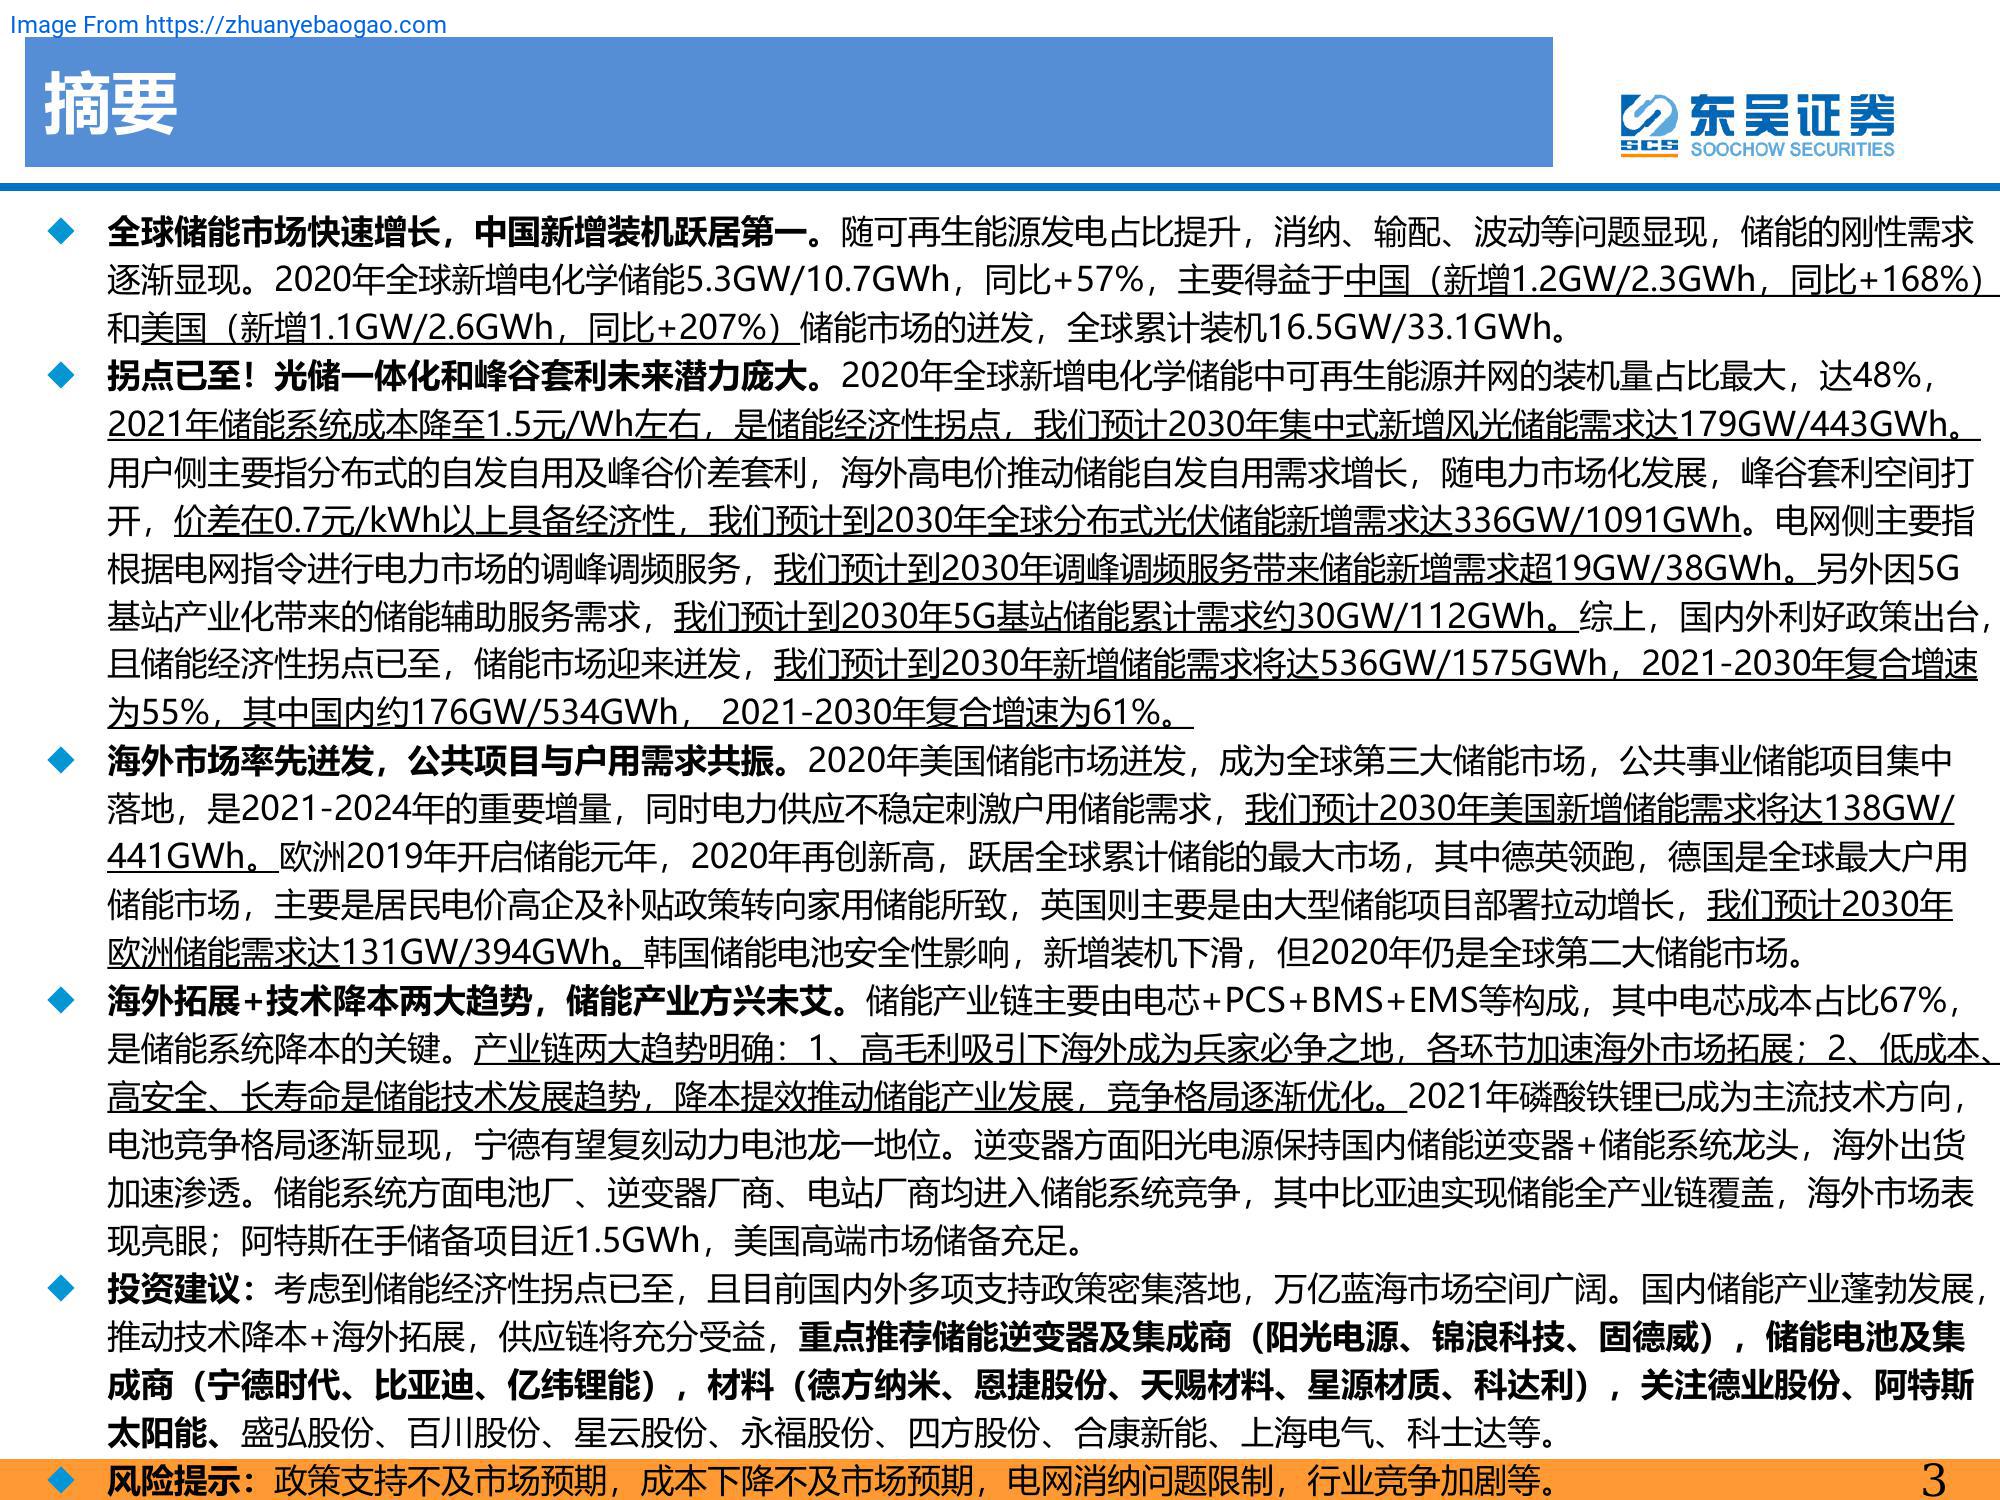 Image From https://zhuanyebaogao.com
摘要
东吴证券
SCS
SOOCHOW SECURITIES
◆ 全球储能市场快速增长，中国新增装机跃居第一。随可再生能源发电占比提升，消纳、输配、波动等问题显现，储能的刚性需求
逐渐显现。2020年全球新增电化学储能5.3GW/10.7GWh，同比+57%，主要得益于中国（新增1.2GW/2.3GWh，同比+168%）
和美国（新增1.1GW/2.6GWh，同比+207%）储能市场的迸发，全球累计装机16.5GW/33.1GWh。
◆ 拐点已至！光储一体化和峰谷套利未来潜力庞大。2020年全球新增电化学储能中可再生能源并网的装机量占比最大，达48%，
2021年储能系统成本降至1.5元/Wh左右，是储能经济性拐点，我们预计2030年集中式新增风光储能需求达179GW/443GWh。
用户侧主要指分布式的自发自用及峰谷价差套利，海外高电价推动储能自发自用需求增长，随电力市场化发展，峰谷套利空间打
开，价差在0.7元/kWh以上具备经济性，我们预计到2030年全球分布式光伏储能新增需求达336GW/1091GWh。电网侧主要指
根据电网指令进行电力市场的调峰调频服务，我们预计到2030年调峰调频服务带来储能新增需求超19GW/38GWh。另外因5G
基站产业化带来的储能辅助服务需求，我们预计到2030年5G基站储能累计需求约30GW/112GWh。综上，国内外利好政策出台，
且储能经济性拐点已至，储能市场迎来迸发，我们预计到2030年新增储能需求将达536GW/1575GWh，2021-2030年复合增速
为55%，其中国内约176GW/534GWh， 2021-2030年复合增速为61%。
◆ 海外市场率先迸发，公共项目与户用需求共振。2020年美国储能市场迸发，成为全球第三大储能市场，公共事业储能项目集中
落地，是2021-2024年的重要增量，同时电力供应不稳定刺激户用储能需求，我们预计2030年美国新增储能需求将达138GW/
441GWh。欧洲2019年开启储能元年，2020年再创新高，跃居全球累计储能的最大市场，其中德英领跑，德国是全球最大户用
储能市场，主要是居民电价高企及补贴政策转向家用储能所致，英国则主要是由大型储能项目部署拉动增长，我们预计2030年
欧洲储能需求达131GW/394GWh。韩国储能电池安全性影响，新增装机下滑，但2020年仍是全球第二大储能市场。
◆ 海外拓展+技术降本两大趋势，储能产业方兴未艾。储能产业链主要由电芯+PCS+BMS+EMS等构成，其中电芯成本占比67%，
是储能系统降本的关键。产业链两大趋势明确：1、高毛利吸引下海外成为兵家必争之地，各环节加速海外市场拓展；2、低成本、
高安全、长寿命是储能技术发展趋势，降本提效推动储能产业发展，竞争格局逐渐优化。2021年磷酸铁锂已成为主流技术方向，
电池竞争格局逐渐显现，宁德有望复刻动力电池龙一地位。逆变器方面阳光电源保持国内储能逆变器+储能系统龙头，海外出货
加速渗透。储能系统方面电池厂、逆变器厂商、电站厂商均进入储能系统竞争，其中比亚迪实现储能全产业链覆盖，海外市场表
现亮眼；阿特斯在手储备项目近1.5GWh，美国高端市场储备充足。
◆ 投资建议：考虑到储能经济性拐点已至，且目前国内外多项支持政策密集落地，万亿蓝海市场空间广阔。国内储能产业蓬勃发展，
推动技术降本+海外拓展，供应链将充分受益，重点推荐储能逆变器及集成商（阳光电源、锦浪科技、固德威），储能电池及集
成商（宁德时代、比亚迪、亿纬锂能），材料（德方纳米、恩捷股份、天赐材料、星源材质、科达利），关注德业股份、阿特斯
太阳能、盛弘股份、百川股份、星云股份、永福股份、四方股份、合康新能、上海电气、科士达等。
◆ 风险提示：政策支持不及市场预期，成本下降不及市场预期，电网消纳问题限制，行业竞争加剧等。
3